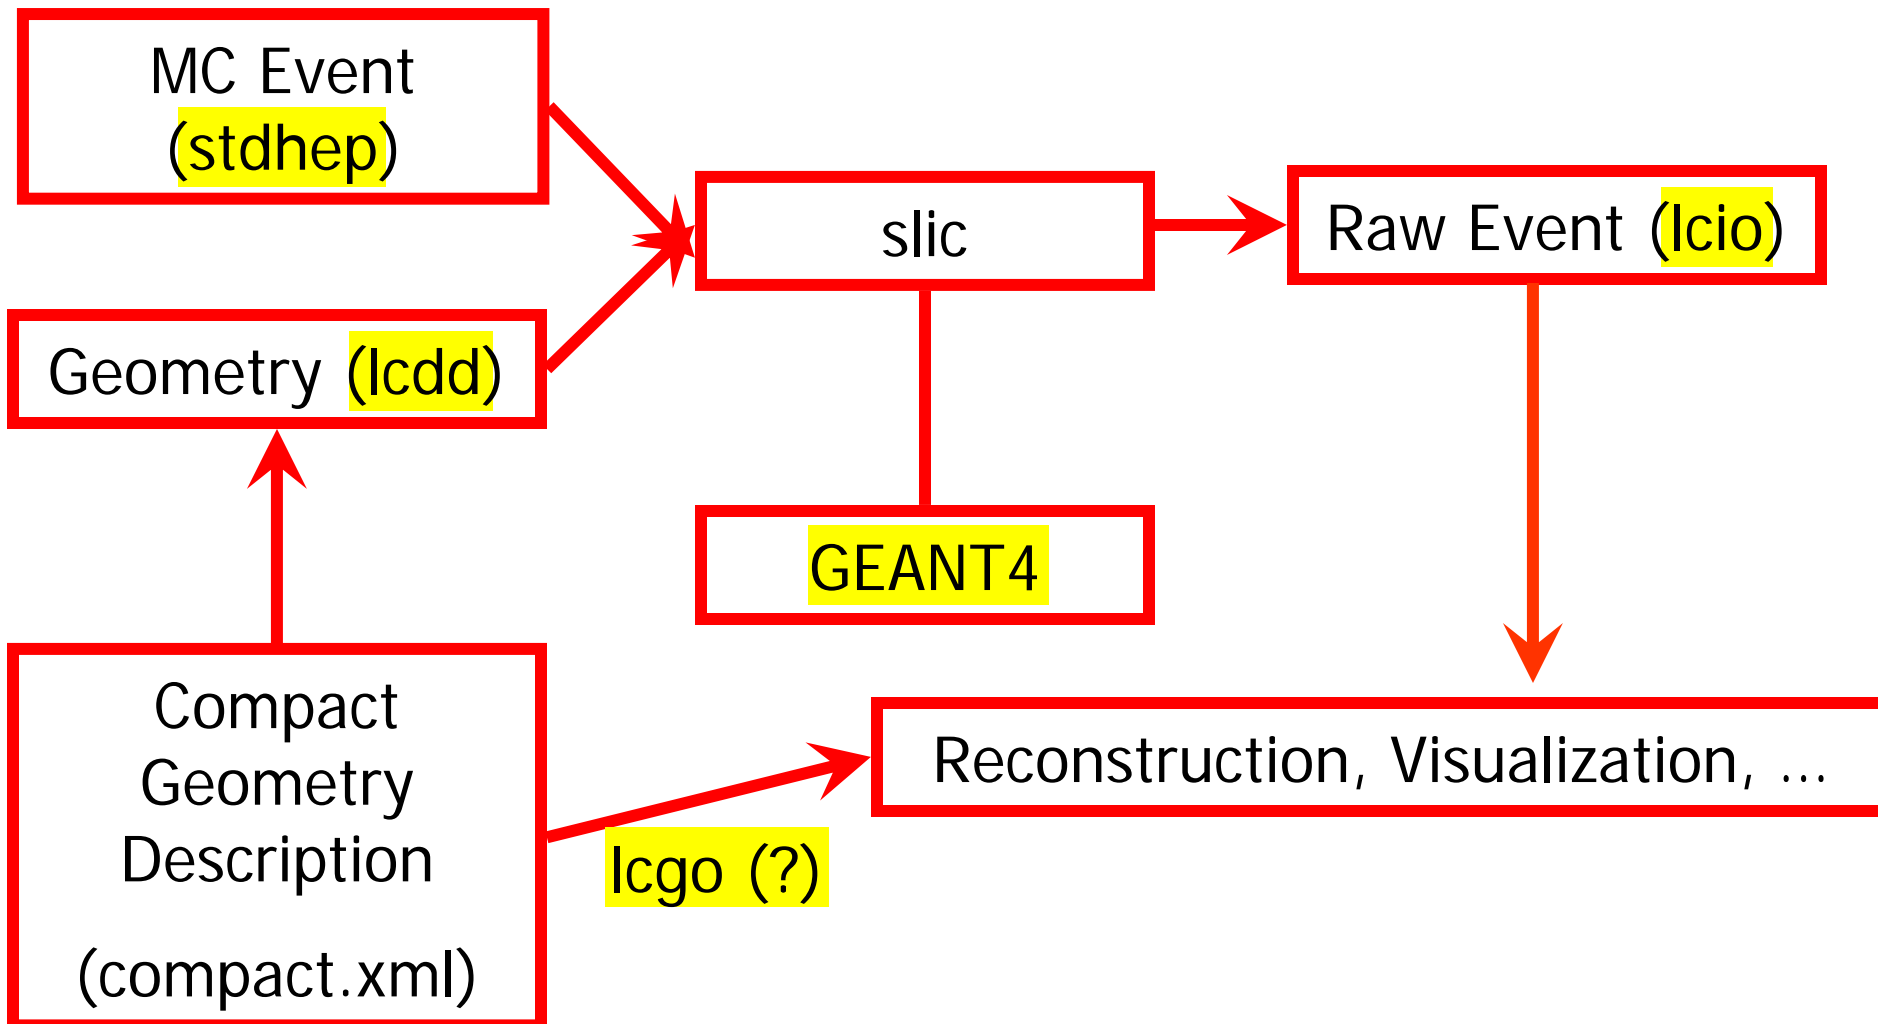 MC Event
(stdhep)
slic
Raw Event (lcio)
Geometry (lcdd)
GEANT4
Compact
Geometry
Description
(compact.xml)
Reconstruction, Visualization, ...
lcgo (?)